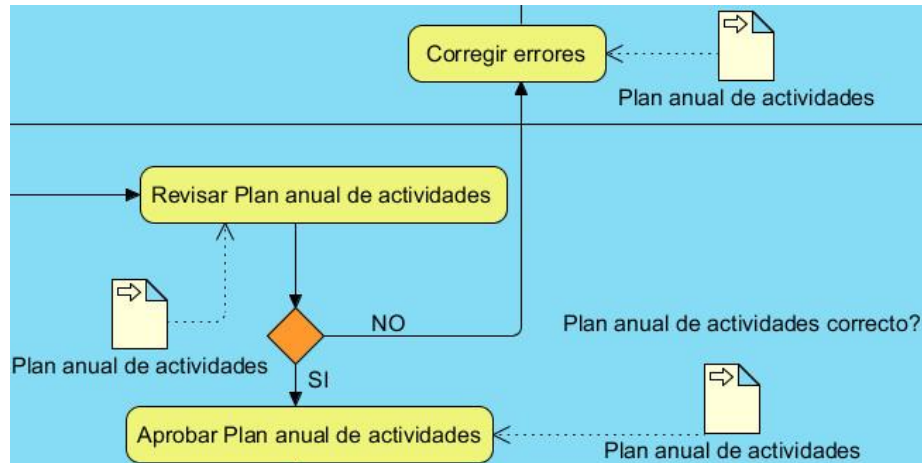 Corregir errores
Plan anual de actividades
Revisar Plan anual de actividades
Plan anual de actividades
NO
Plan anual de actividades correcto?
SI
Aprobar Plan anual de actividades
Plan anual de actividades